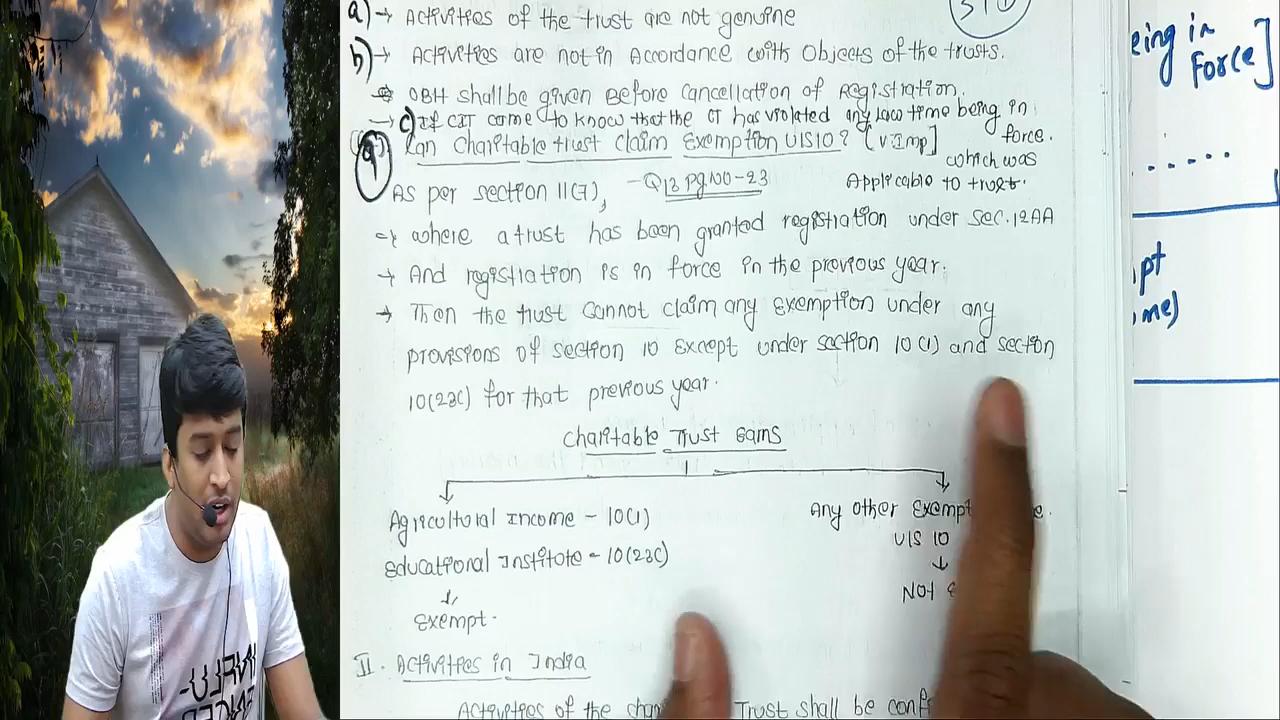 a) → Activities of the trust are not genuine
b) → Activities are not in Accordance with Objects of the trusts.
→ OBH shall be given Before Cancellation of Registration.
→ c) If CIT come to know that the CT has violated any Law time being in
force.
which was
Applicable to trust.
Q) Can Charitable trust claim Exemption U/S 10? [V.Imp]
As per section 11(7), - Q13 Pg No - 23
→ where a trust has been granted registration under sec. 12AA
→ And registration is in force in the previous year.
→ Then the trust cannot claim any exemption under any
provisions of section 10 Except under section 10(1) and section
10(23C) for that previous year.
Charitable Trust Earns
Agricultural Income - 10(1)
Educational Institute - 10(23C)
↓
Exempt.
Any other Exempt
U/S 10
↓
Not
II. Activities in India
Activities of the Trust shall be
eing in
Force]
......
pt
me)